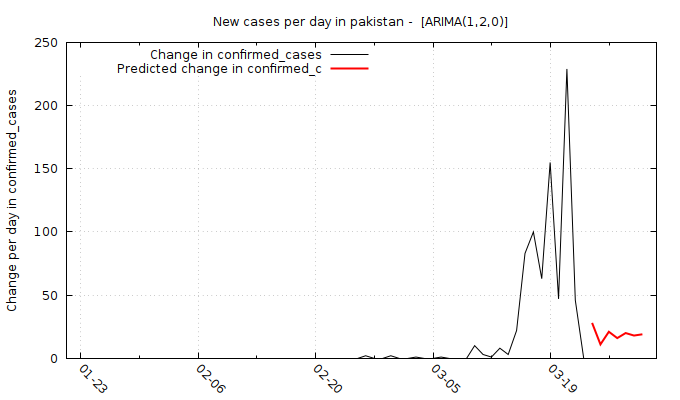 New cases per day in pakistan -  [ARIMA(1,2,0)]
Change in confirmed_cases
Predicted change in confirmed_c
Change per day in confirmed_cases
250
200
150
100
50
0
01-23
02-06
02-20
03-05
03-19